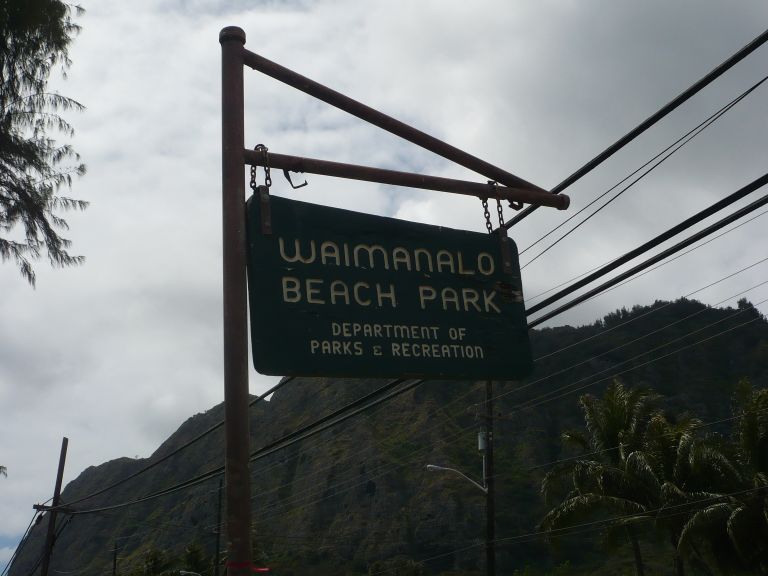 WAIMANALO
BEACH PARK
DEPARTMENT OF
PARKS & RECREATION